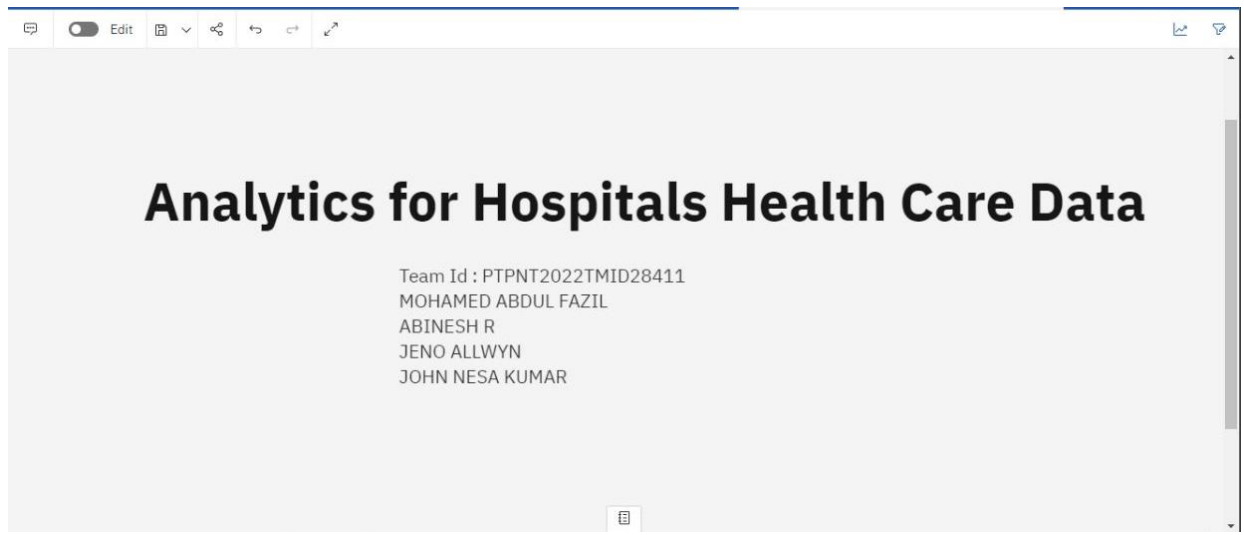 Edit
Analytics for Hospitals Health Care Data
Team Id : PTPNT2022TMID28411
MOHAMED ABDUL FAZIL
ABINESH R
JENO ALLWYN
JOHN NESA KUMAR